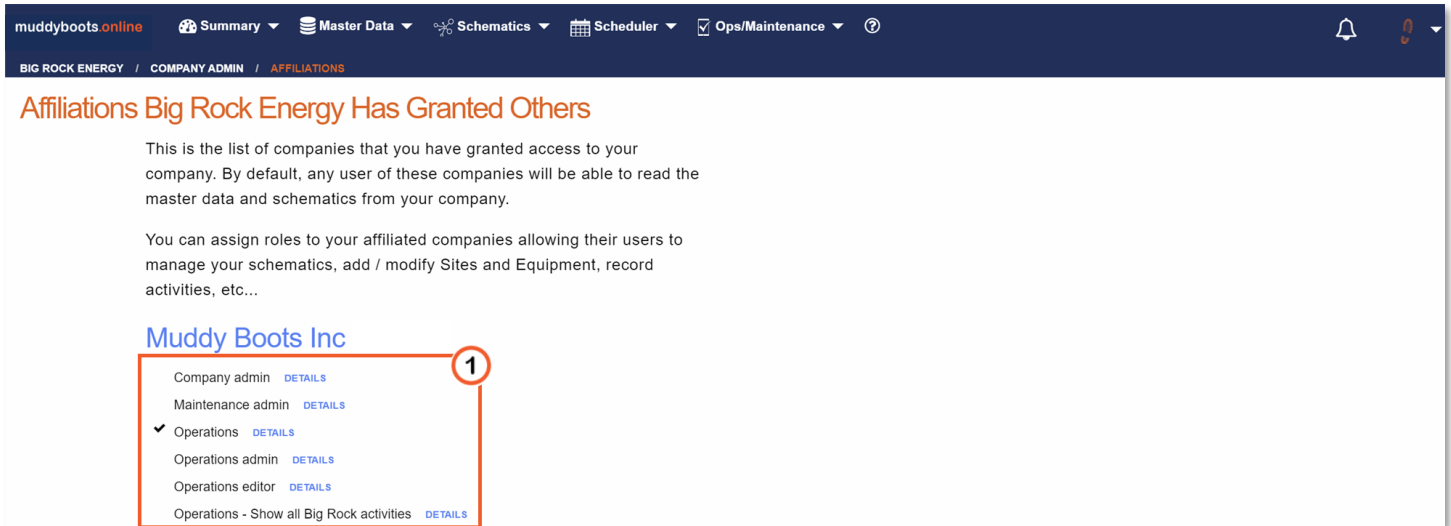 muddyboots.online Summary Master Data Schematics Scheduler Ops/Maintenance ?
BIG ROCK ENERGY / COMPANY ADMIN / AFFILIATIONS
Affiliations Big Rock Energy Has Granted Others
This is the list of companies that you have granted access to your
company. By default, any user of these companies will be able to read the
master data and schematics from your company.
You can assign roles to your affiliated companies allowing their users to
manage your schematics, add / modify Sites and Equipment, record
activities, etc...
Muddy Boots Inc
1
Company admin DETAILS
Maintenance admin DETAILS
Operations DETAILS
Operations admin DETAILS
Operations editor DETAILS
Operations - Show all Big Rock activities DETAILS